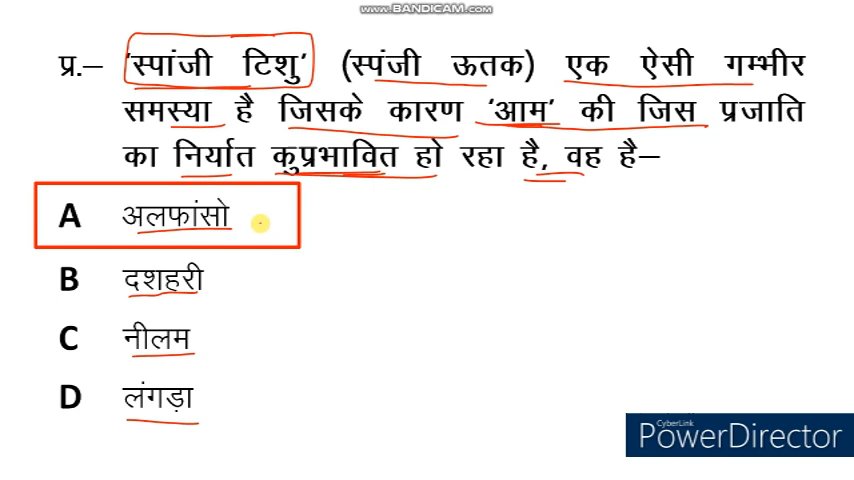 WWW.BANDICAM.COM
प्र.– 'स्पांजी टिशु' (स्पंजी ऊतक) एक ऐसी गम्भीर
समस्या है जिसके कारण 'आम' की जिस प्रजाति
का निर्यात कुप्रभावित हो रहा है, वह है–
A अलफांसो
B दशहरी
C नीलम
D लंगड़ा
CyberLink
PowerDirector